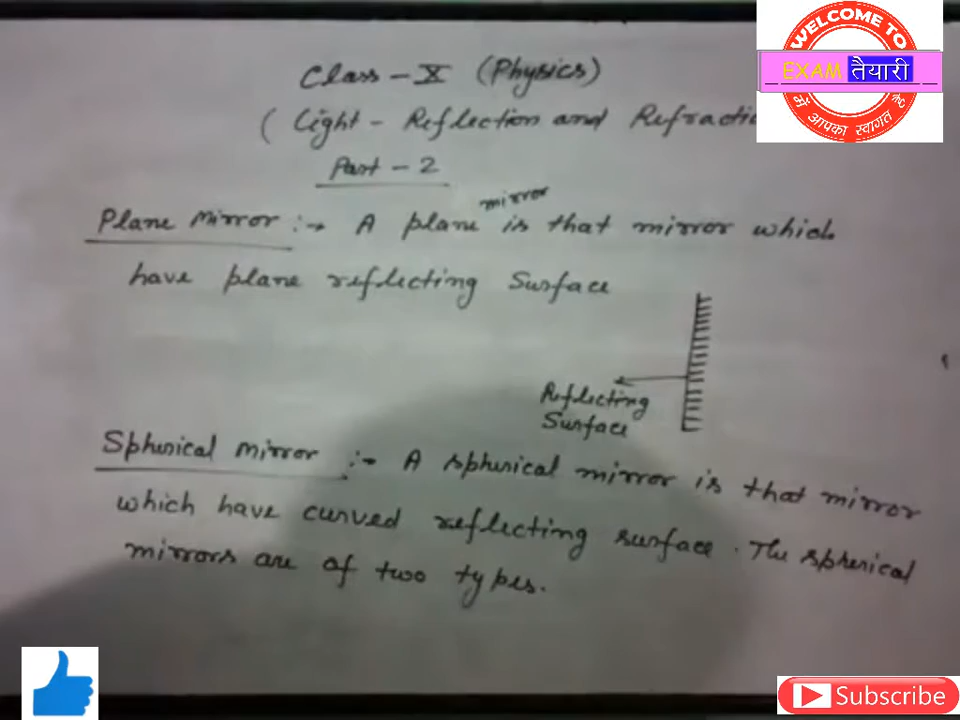 Class - X (Physics)
(Light - Reflection and Refractio
Part - 2
Plane Mirror :→ A plane mirror is that mirror which
have plane reflecting Surface
Reflecting
Surface
Spherical mirror :→ A spherical mirror is that mirror
which have curved reflecting surface. The spherical
mirrors are of two types.
WELCOME TO
EXAM तैयारी
में आपका स्वागत है
Subscribe